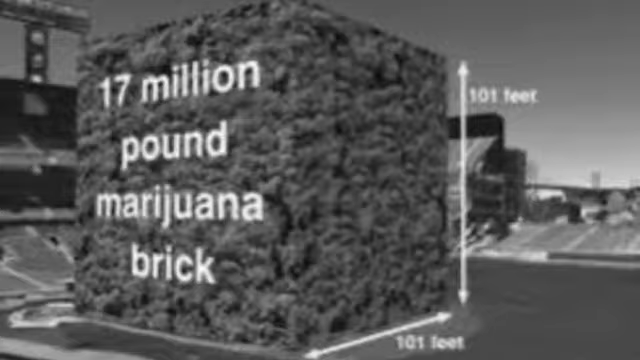 17 million
pound
marijuana
brick
101 feet
101 feet